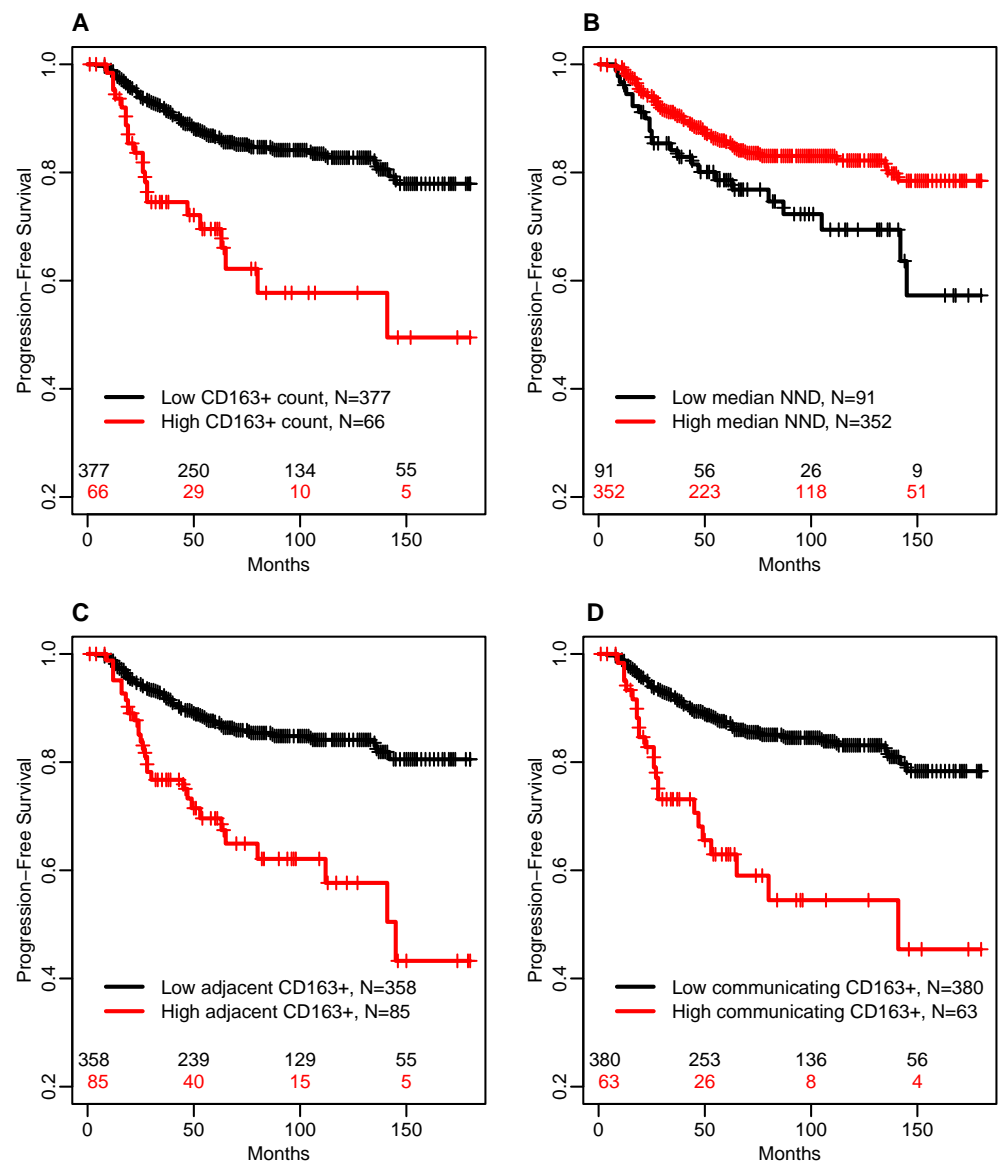 A
1.0
0.8
0.6
0.4
0.2
Progression−Free Survival
Low CD163+ count, N=377
High CD163+ count, N=66
377 250 134 55
66 29 10 5
0 50 100 150
Months
B
1.0
0.8
0.6
0.4
0.2
Progression−Free Survival
Low median NND, N=91
High median NND, N=352
91 56 26 9
352 223 118 51
0 50 100 150
Months
C
1.0
0.8
0.6
0.4
0.2
Progression−Free Survival
Low adjacent CD163+, N=358
High adjacent CD163+, N=85
358 239 129 55
85 40 15 5
0 50 100 150
Months
D
1.0
0.8
0.6
0.4
0.2
Progression−Free Survival
Low communicating CD163+, N=380
High communicating CD163+, N=63
380 253 136 56
63 26 8 4
0 50 100 150
Months